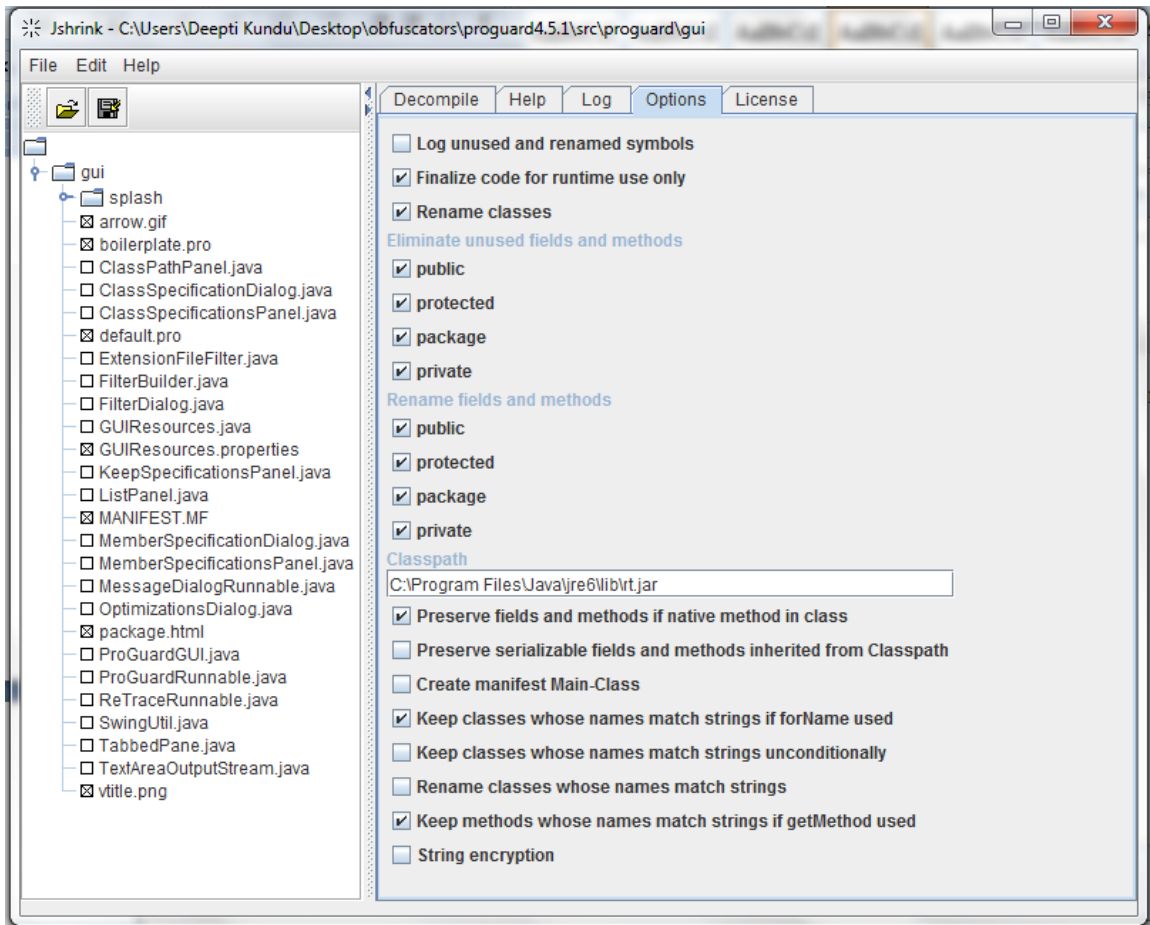 Jshrink - C:\Users\Deepti Kundu\Desktop\obfuscators\proguard4.5.1\src\proguard\gui
File Edit Help
gui
splash
arrow.gif
boilerplate.pro
ClassPathPanel.java
ClassSpecificationDialog.java
ClassSpecificationsPanel.java
default.pro
ExtensionFileFilter.java
FilterBuilder.java
FilterDialog.java
GUIResources.java
GUIResources.properties
KeepSpecificationsPanel.java
ListPanel.java
MANIFEST.MF
MemberSpecificationDialog.java
MemberSpecificationsPanel.java
MessageDialogRunnable.java
OptimizationsDialog.java
package.html
ProGuardGUI.java
ProGuardRunnable.java
ReTraceRunnable.java
SwingUtil.java
TabbedPane.java
TextAreaOutputStream.java
vtitle.png
Decompile Help Log Options License
Log unused and renamed symbols
Finalize code for runtime use only
Rename classes
Eliminate unused fields and methods
public
protected
package
private
Rename fields and methods
public
protected
package
private
Classpath
C:\Program Files\Java\jre6\lib\rt.jar
Preserve fields and methods if native method in class
Preserve serializable fields and methods inherited from Classpath
Create manifest Main-Class
Keep classes whose names match strings if forName used
Keep classes whose names match strings unconditionally
Rename classes whose names match strings
Keep methods whose names match strings if getMethod used
String encryption